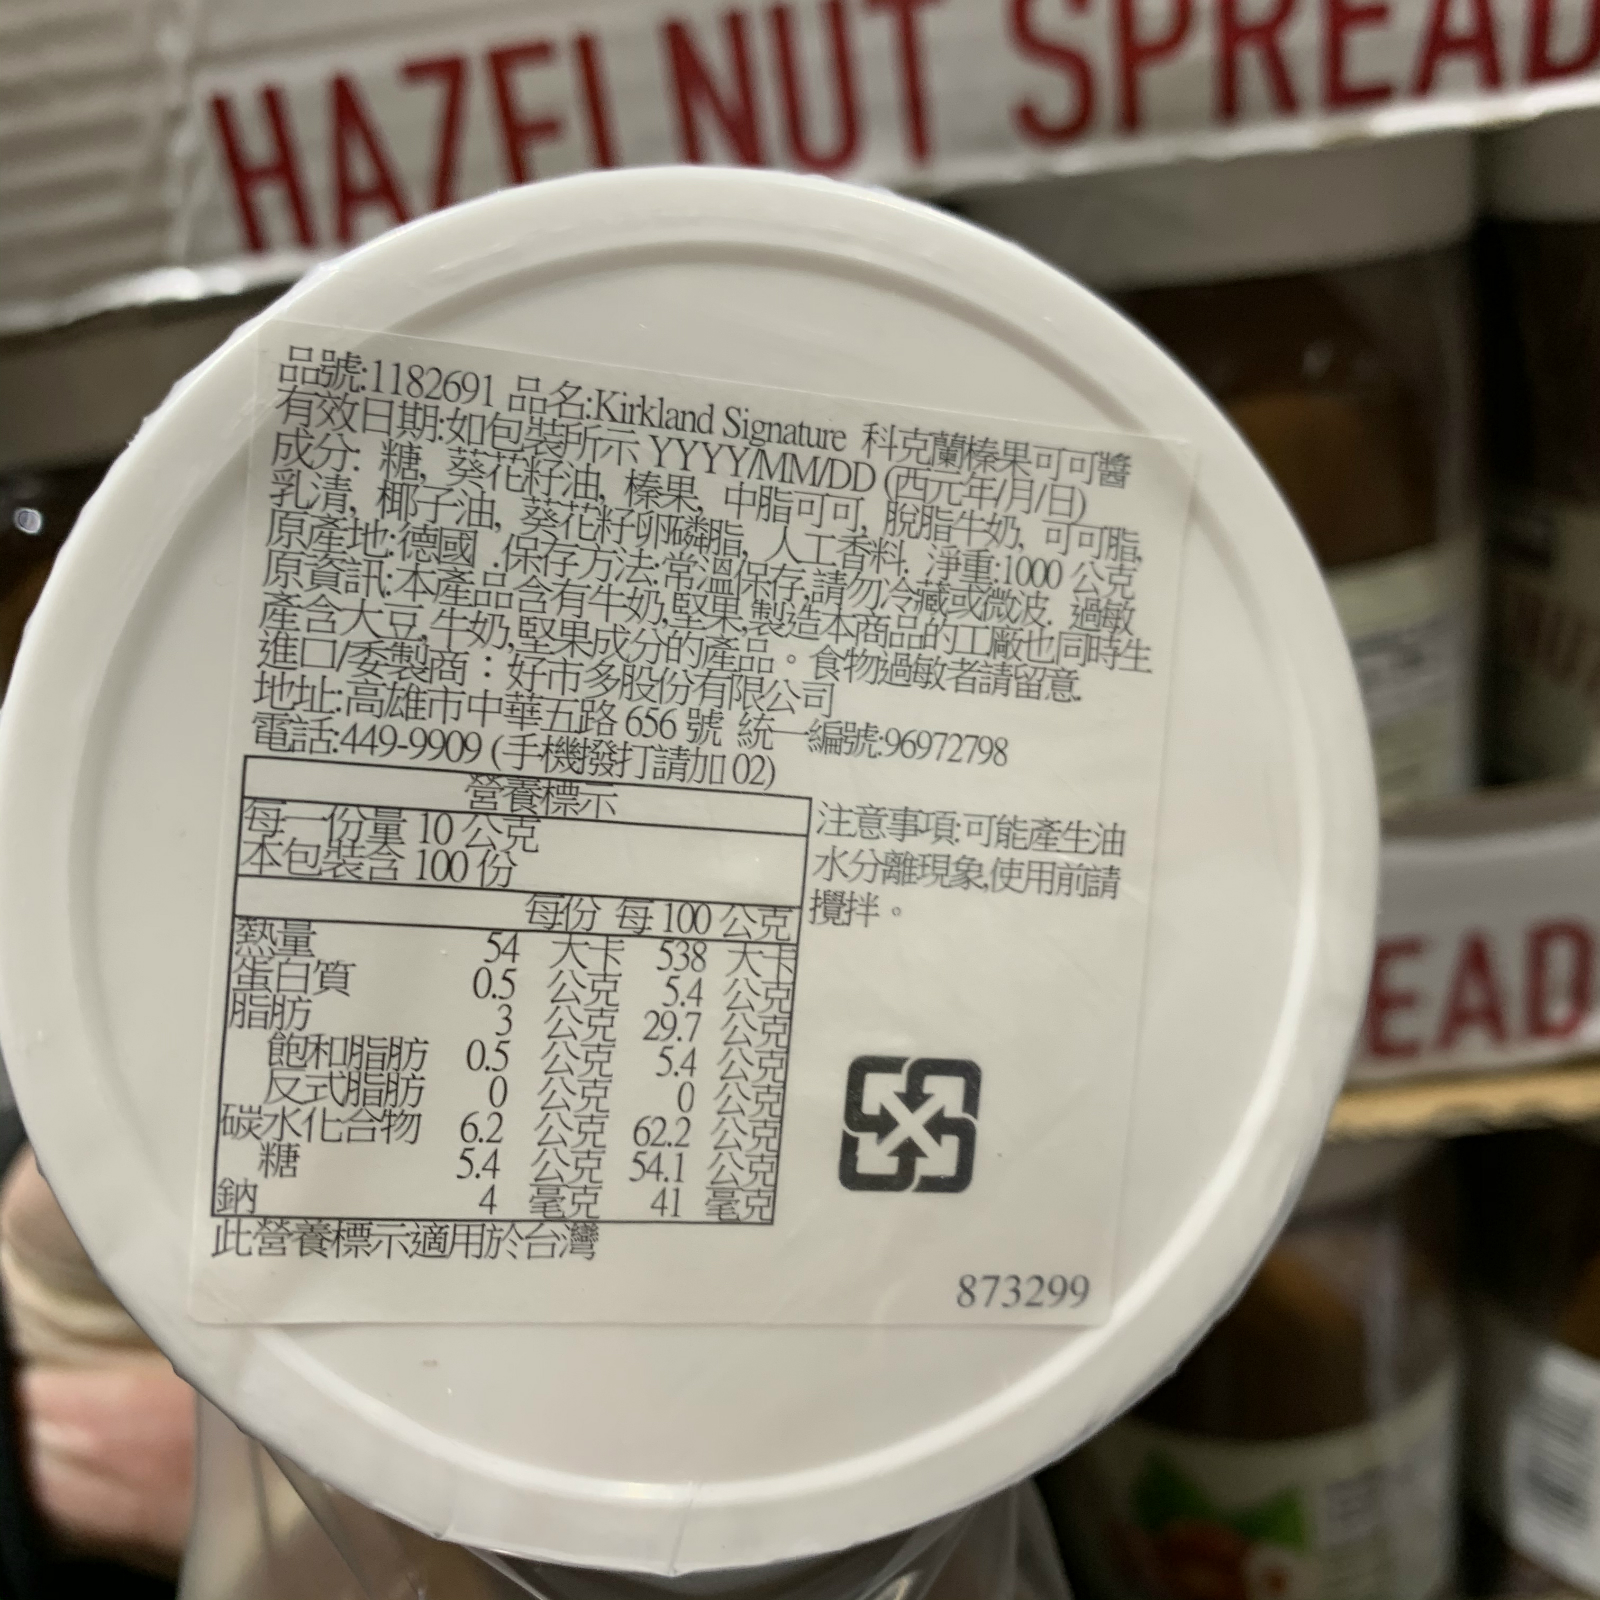 HAZELNUT SPREAD
品號:1182691 品名:Kirkland Signature 科克蘭榛果可可醬
有效日期:如包裝所示 YYYY/MM/DD (西元年/月/日)
成分: 糖, 葵花籽油, 榛果, 中脂可可, 脫脂牛奶, 可可脂,
乳清, 椰子油, 葵花籽卵磷脂, 人工香料. 淨重:1000 公克
原產地:德國 .保存方法:常溫保存,請勿冷藏或微波. 過敏
原資訊:本產品含有牛奶,堅果,製造本商品的工廠也同時生
產含大豆,牛奶,堅果成分的產品。食物過敏者請留意.
進口/委製商：好市多股份有限公司
地址:高雄市中華五路 656 號 統一編號:96972798
電話:449-9909 (手機撥打請加 02)
營養標示
每一份量 10 公克
本包裝含 100 份
每份 每 100 公克
熱量 54 大卡 538 大卡
蛋白質 0.5 公克 5.4 公克
脂肪 3 公克 29.7 公克
飽和脂肪 0.5 公克 5.4 公克
反式脂肪 0 公克 0 公克
碳水化合物 6.2 公克 62.2 公克
糖 5.4 公克 54.1 公克
鈉 4 毫克 41 毫克
此營養標示適用於台灣
注意事項:可能產生油
水分離現象,使用前請
攪拌。
873299
EAD